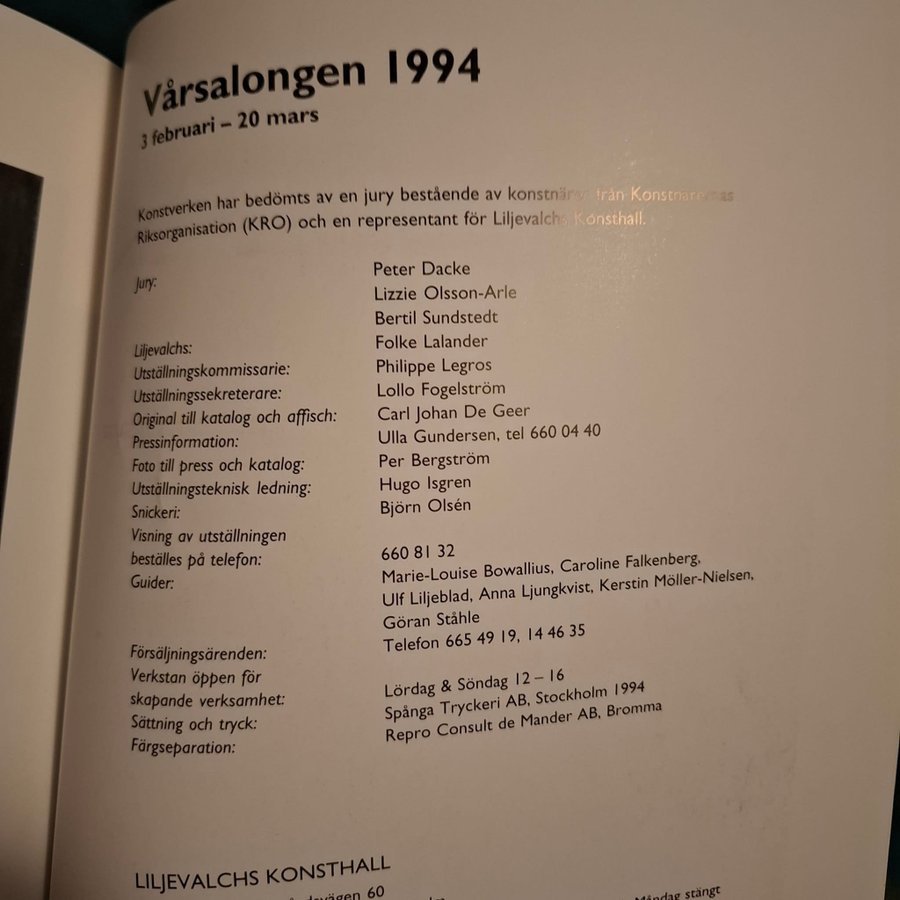 Vårsalongen 1994
3 februari – 20 mars
Konstverken har bedömts av en jury bestående av konstnärer från Konstnärernas
Riksorganisation (KRO) och en representant för Liljevalchs Konsthall.
Jury: Peter Dacke
Lizzie Olsson-Arle
Bertil Sundstedt
Liljevalchs: Folke Lalander
Utställningskommissarie: Philippe Legros
Utställningssekreterare: Lollo Fogelström
Original till katalog och affisch: Carl Johan De Geer
Pressinformation: Ulla Gundersen, tel 660 04 40
Foto till press och katalog: Per Bergström
Utställningsteknisk ledning: Hugo Isgren
Snickeri: Björn Olsén
Visning av utställningen
beställes på telefon: 660 81 32
Guider: Marie-Louise Bowallius, Caroline Falkenberg,
Ulf Liljeblad, Anna Ljungkvist, Kerstin Möller-Nielsen,
Göran Ståhle
Försäljningsärenden: Telefon 665 49 19, 14 46 35
Verkstan öppen för
skapande verksamhet: Lördag & Söndag 12 – 16
Sättning och tryck: Spånga Tryckeri AB, Stockholm 1994
Färgseparation: Repro Consult de Mander AB, Bromma
LILJEVALCHS KONSTHALL
60 Måndag stängt